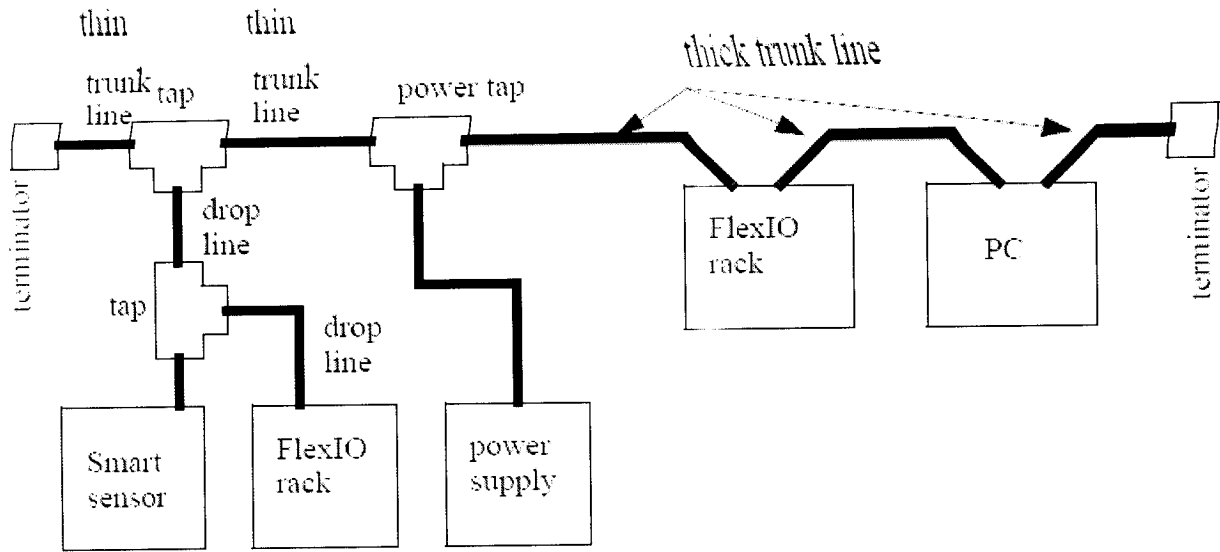 thin
trunk
line
tap
thin
trunk
line
power tap
thick trunk line
terminator
drop
line
tap
drop
line
FlexIO
rack
PC
terminator
Smart
sensor
FlexIO
rack
power
supply